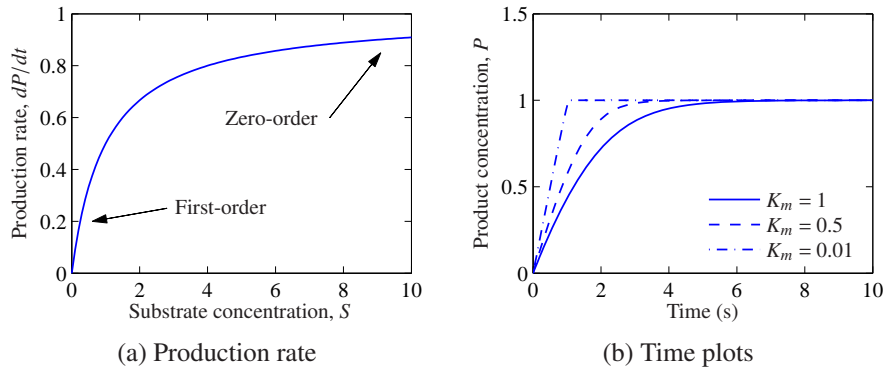 1
0.8
0.6
0.4
0.2
0
Production rate, dP/dt
Zero-order
First-order
0 2 4 6 8 10
Substrate concentration, S
(a) Production rate
1.5
1
0.5
0
Product concentration, P
K_m = 1
K_m = 0.5
K_m = 0.01
0 2 4 6 8 10
Time (s)
(b) Time plots